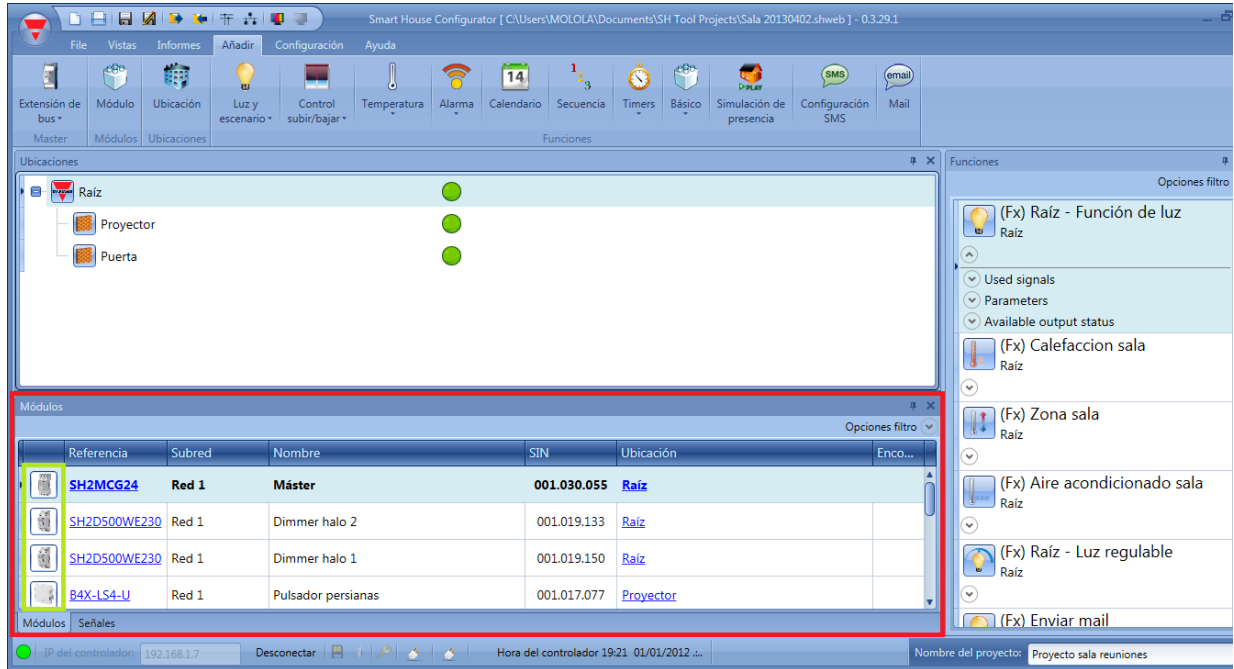 Smart House Configurator [ C:\Users\MOLOLA\Documents\SH Tool Projects\Sala 20130402.shweb ] - 0.3.29.1
File Vistas Informes Añadir Configuración Ayuda
Extensión de bus
Módulo
Ubicación
Luz y escenario
Control subir/bajar
Temperatura
Alarma
14
Calendario
1 2 3
Secuencia
Timers
Básico
PLAY
Simulación de presencia
SMS
Configuración SMS
email
Mail
Master Módulos Ubicaciones Funciones
Ubicaciones
Raíz
Proyector
Puerta
Módulos
Opciones filtro
Referencia Subred Nombre SIN Ubicación Enco...
SH2MCG24 Red 1 Máster 001.030.055 Raíz
SH2D500WE230 Red 1 Dimmer halo 2 001.019.133 Raíz
SH2D500WE230 Red 1 Dimmer halo 1 001.019.150 Raíz
B4X-LS4-U Red 1 Pulsador persianas 001.017.077 Proyector
Módulos Señales
Funciones
Opciones filtro
(Fx) Raíz - Función de luz
Raíz
Used signals
Parameters
Available output status
(Fx) Calefaccion sala
Raíz
(Fx) Zona sala
Raíz
(Fx) Aire acondicionado sala
Raíz
(Fx) Raíz - Luz regulable
Raíz
(Fx) Enviar mail
IP del controlador: 192.168.1.7 Desconectar Hora del controlador 19:21 01/01/2012 .:. Nombre del proyecto: Proyecto sala reuniones